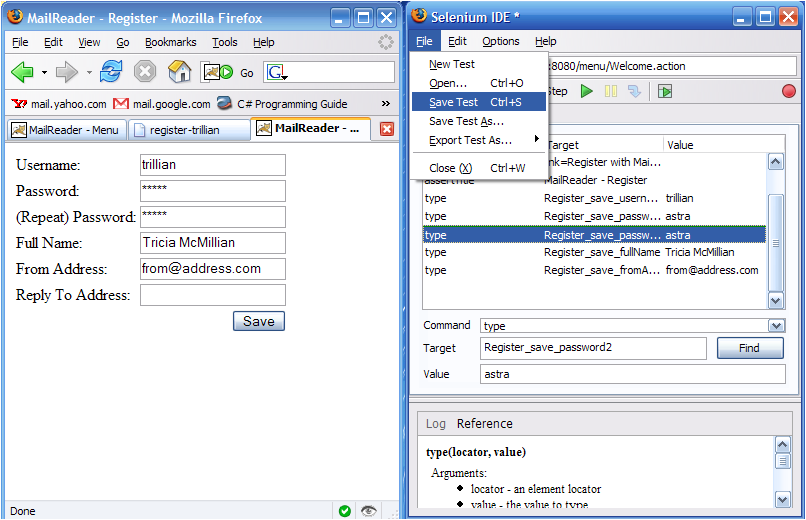 MailReader - Register - Mozilla Firefox
File Edit View Go Bookmarks Tools Help
Go G
mail.yahoo.com mail.google.com C# Programming Guide »
MailReader - Menu register-trillian MailReader - ...
Username: trillian
Password: *****
(Repeat) Password: *****
Full Name: Tricia McMillian
From Address: from@address.com
Reply To Address:
Save
Done
Selenium IDE *
File Edit Options Help
New Test
Open... Ctrl+O
Save Test Ctrl+S
Save Test As...
Export Test As...
Close (X) Ctrl+W
:8080/menu/Welcome.action
Step
Target Value
nk=Register with Mai...
assertTitle MailReader - Register
type Register_save_usern... trillian
type Register_save_passw... astra
type Register_save_passw... astra
type Register_save_fullName Tricia McMillian
type Register_save_fromA... from@address.com
Command type
Target Register_save_password2 Find
Value astra
Log Reference
type(locator, value)
Arguments:
locator - an element locator
value - the value to type